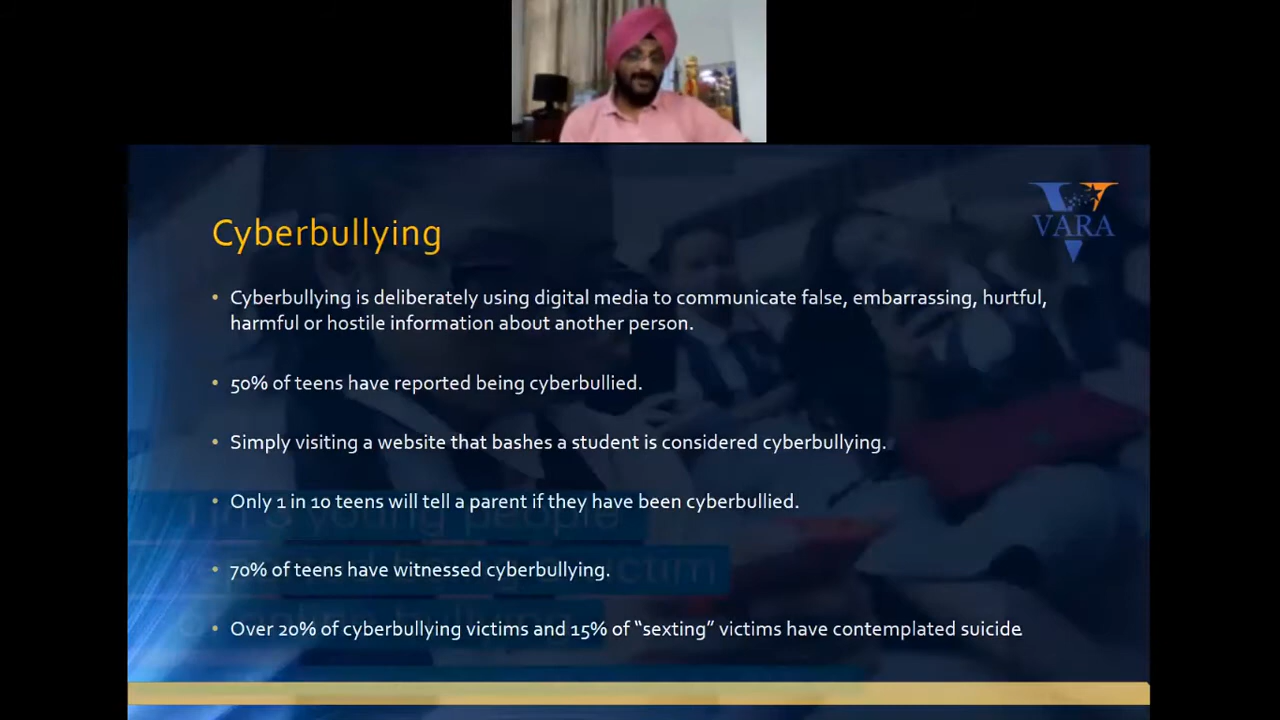 VARA
Cyberbullying
• Cyberbullying is deliberately using digital media to communicate false, embarrassing, hurtful,
harmful or hostile information about another person.
• 50% of teens have reported being cyberbullied.
• Simply visiting a website that bashes a student is considered cyberbullying.
• Only 1 in 10 teens will tell a parent if they have been cyberbullied.
young people
• 70% of teens have witnessed cyberbullying.
• Over 20% of cyberbullying victims and 15% of “sexting” victims have contemplated suicide